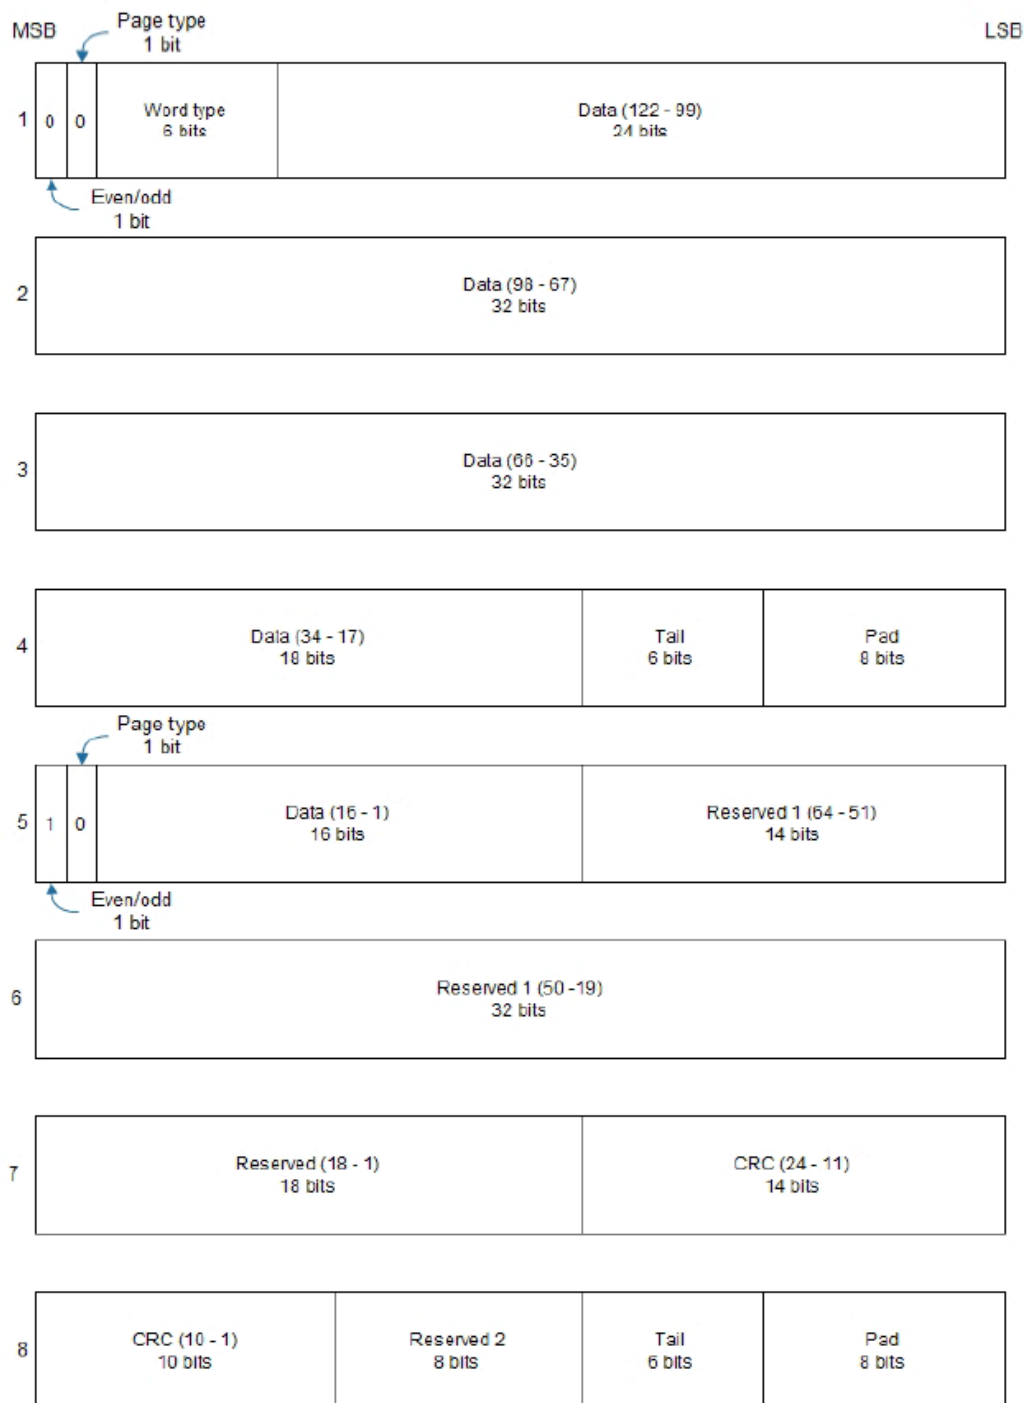 MSB
Page type
1 bit
LSB
1
0
0
Word type
6 bits
Data (122 - 99)
24 bits
Even/odd
1 bit
2
Data (98 - 67)
32 bits
3
Data (66 - 35)
32 bits
4
Data (34 - 17)
18 bits
Tail
6 bits
Pad
8 bits
Page type
1 bit
5
1
0
Data (16 - 1)
16 bits
Reserved 1 (64 - 51)
14 bits
Even/odd
1 bit
6
Reserved 1 (50 -19)
32 bits
7
Reserved (18 - 1)
18 bits
CRC (24 - 11)
14 bits
8
CRC (10 - 1)
10 bits
Reserved 2
8 bits
Tail
6 bits
Pad
8 bits